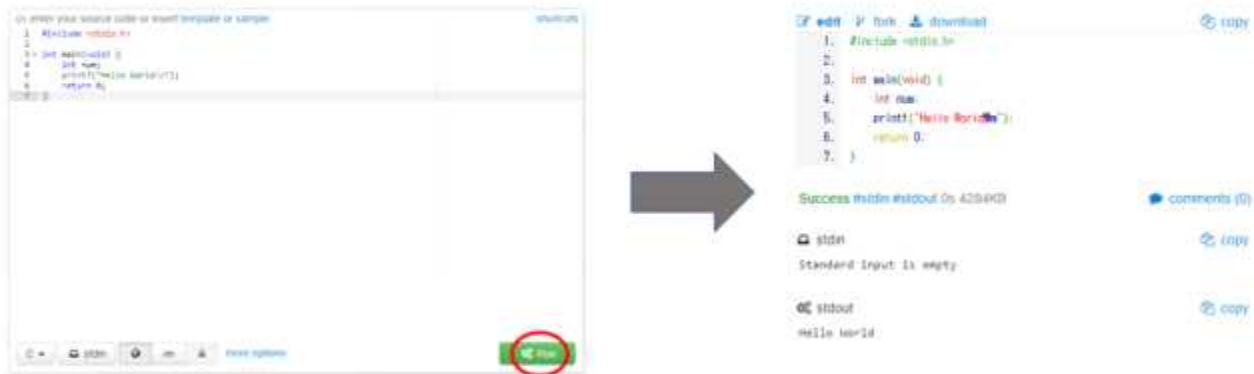 or enter your source code or insert template or sample
shortcuts
1 #include <stdio.h>
2
3 int main(void) {
4 int num;
5 printf("Hello World\n");
6 return 0;
7 }
C stdin more options
Run
edit fork download copy
1. #include <stdio.h>
2.
3. int main(void) {
4. int num;
5. printf("Hello World
6. return 0;
7. }
Success #stdin #stdout 0s 4284KB comments (0)
stdin copy
Standard input is empty
stdout copy
Hello World